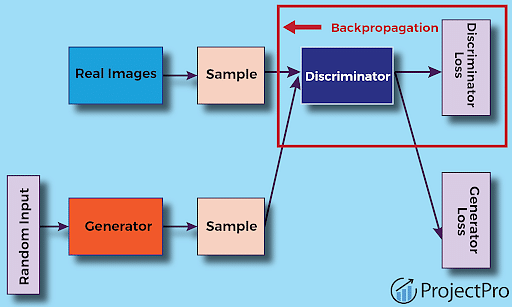 Backpropagation
Real Images
Sample
Discriminator
Discriminator
Loss
Random Input
Generator
Sample
Generator
Loss
ProjectPro